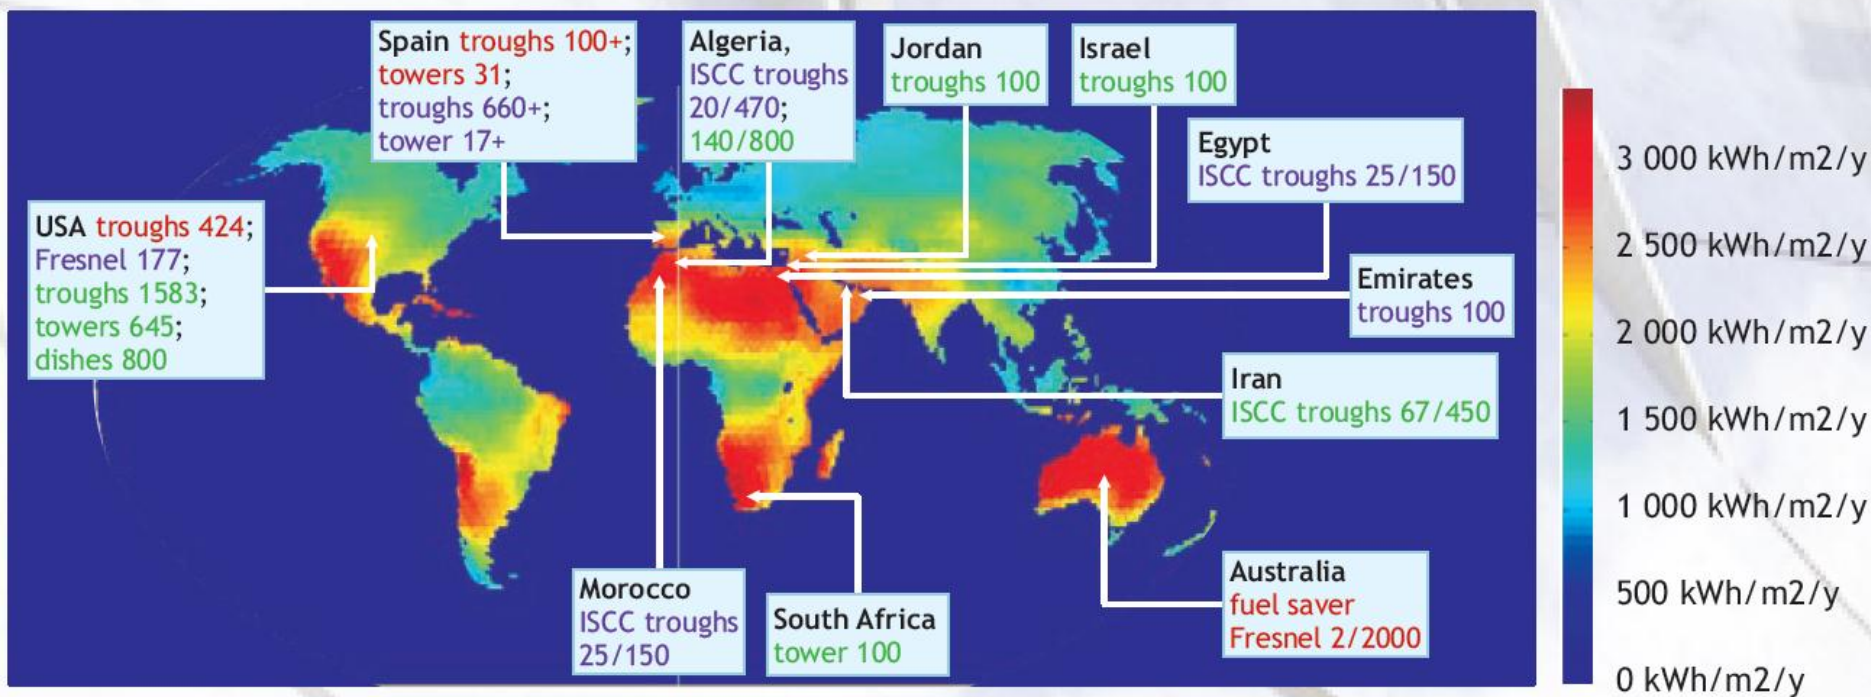 Spain troughs 100+;
towers 31;
troughs 660+;
tower 17+
Algeria,
ISCC troughs
20/470;
140/800
Jordan
troughs 100
Israel
troughs 100
Egypt
ISCC troughs 25/150
USA troughs 424;
Fresnel 177;
troughs 1583;
towers 645;
dishes 800
Emirates
troughs 100
Iran
ISCC troughs 67/450
Morocco
ISCC troughs
25/150
South Africa
tower 100
Australia
fuel saver
Fresnel 2/2000
3 000 kWh/m2/y
2 500 kWh/m2/y
2 000 kWh/m2/y
1 500 kWh/m2/y
1 000 kWh/m2/y
500 kWh/m2/y
0 kWh/m2/y